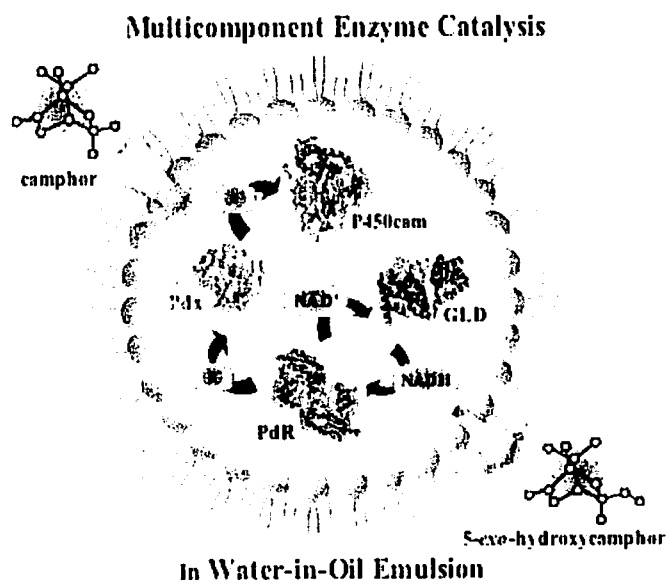 Multicomponent Enzyme Catalysis
camphor
P450cam
Pdx
NAD⁺
GLD
NADH
PdR
5-exo-hydroxycamphor
In Water-in-Oil Emulsion